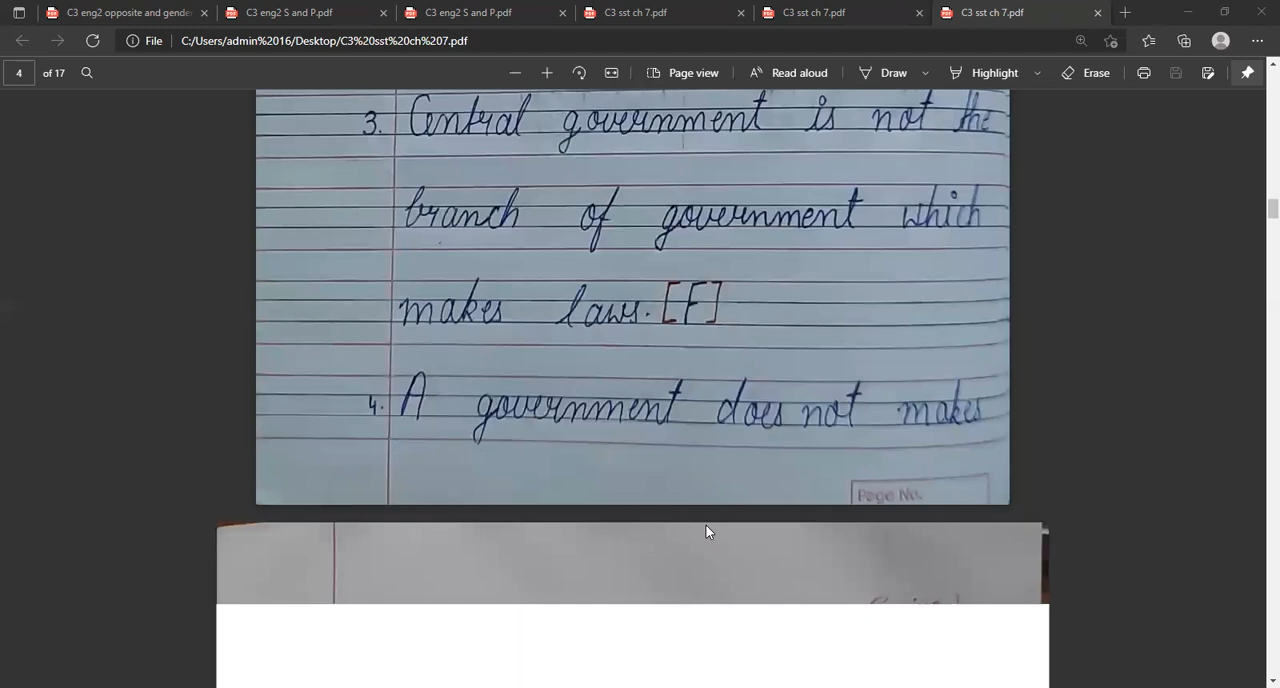 C3 eng2 opposite and gende
C3 eng2 S and P.pdf
C3 eng2 S and P.pdf
C3 sst ch 7.pdf
C3 sst ch 7.pdf
C3 sst ch 7.pdf
File C:/Users/admin%2016/Desktop/C3%20sst%20ch%207.pdf
4 of 17 Page view Read aloud Draw Highlight Erase
3. Central government is not the
branch of government which
makes laws. [F]
4. A government does not makes
Page No.